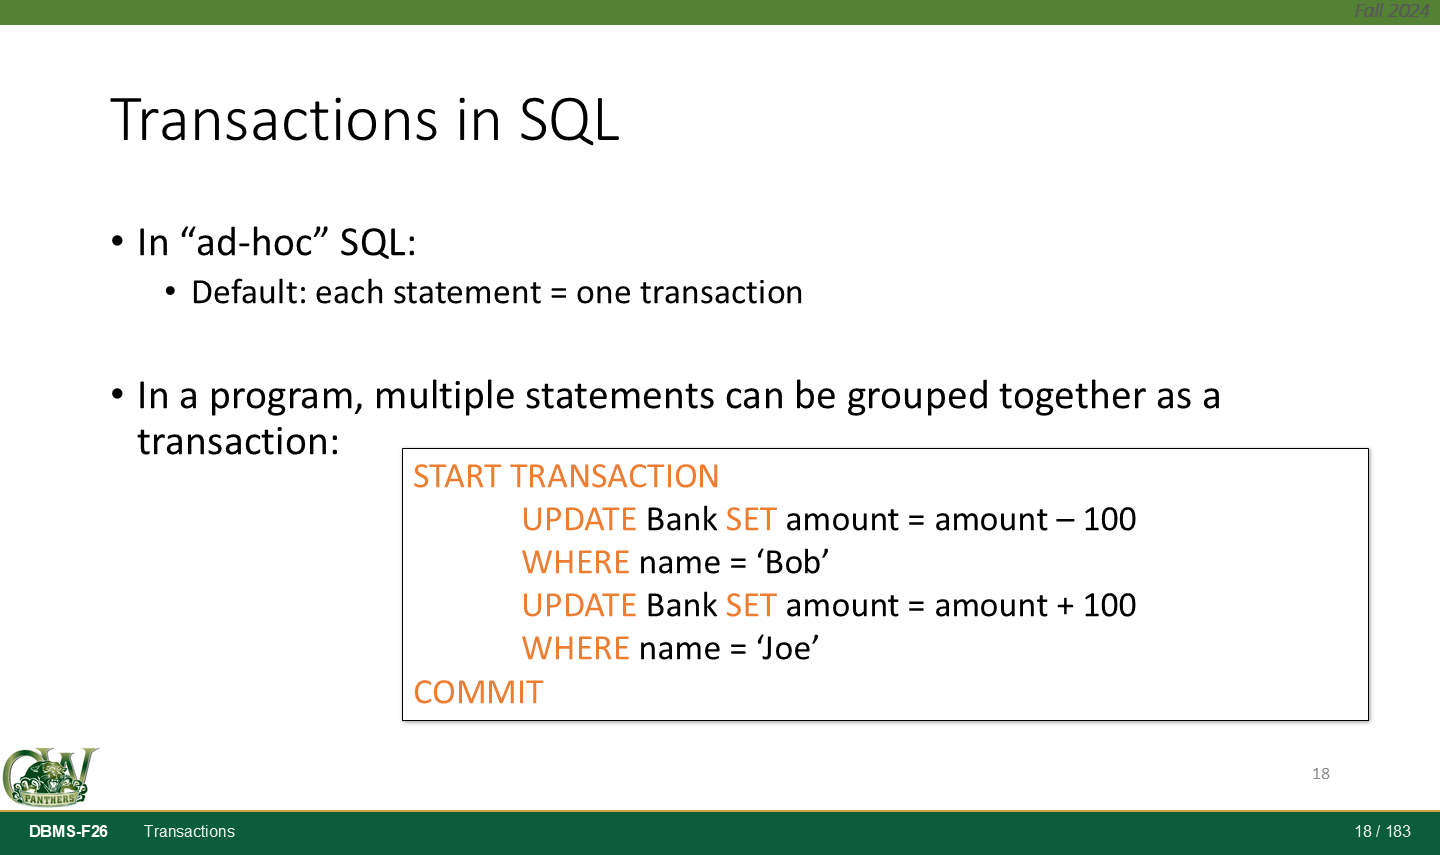 Fall 2024
Transactions in SQL
• In “ad-hoc” SQL:
• Default: each statement = one transaction
• In a program, multiple statements can be grouped together as a
transaction:
START TRANSACTION
UPDATE Bank SET amount = amount – 100
WHERE name = ‘Bob’
UPDATE Bank SET amount = amount + 100
WHERE name = ‘Joe’
COMMIT
OW
PANTHERS
18
DBMS-F26 Transactions 18 / 183